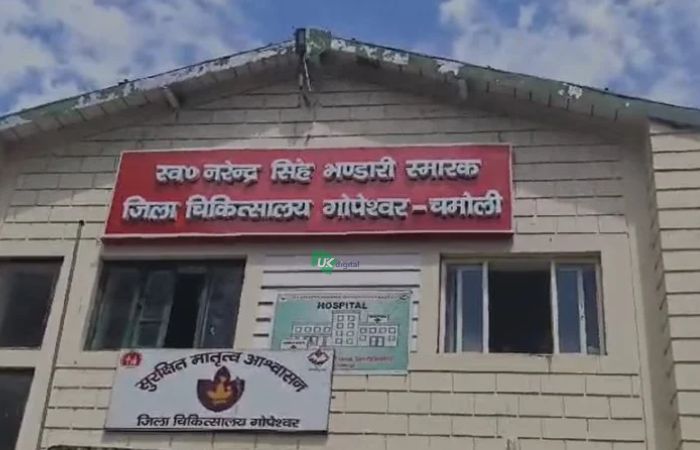 स्व० नरेन्द्र सिंह भण्डारी स्मारक
जिला चिकित्सालय गोपेश्वर - चमोली
UK digital
HOSPITAL
सुरक्षित मातृत्व आश्वासन
जिला चिकित्सालय गोपेश्वर